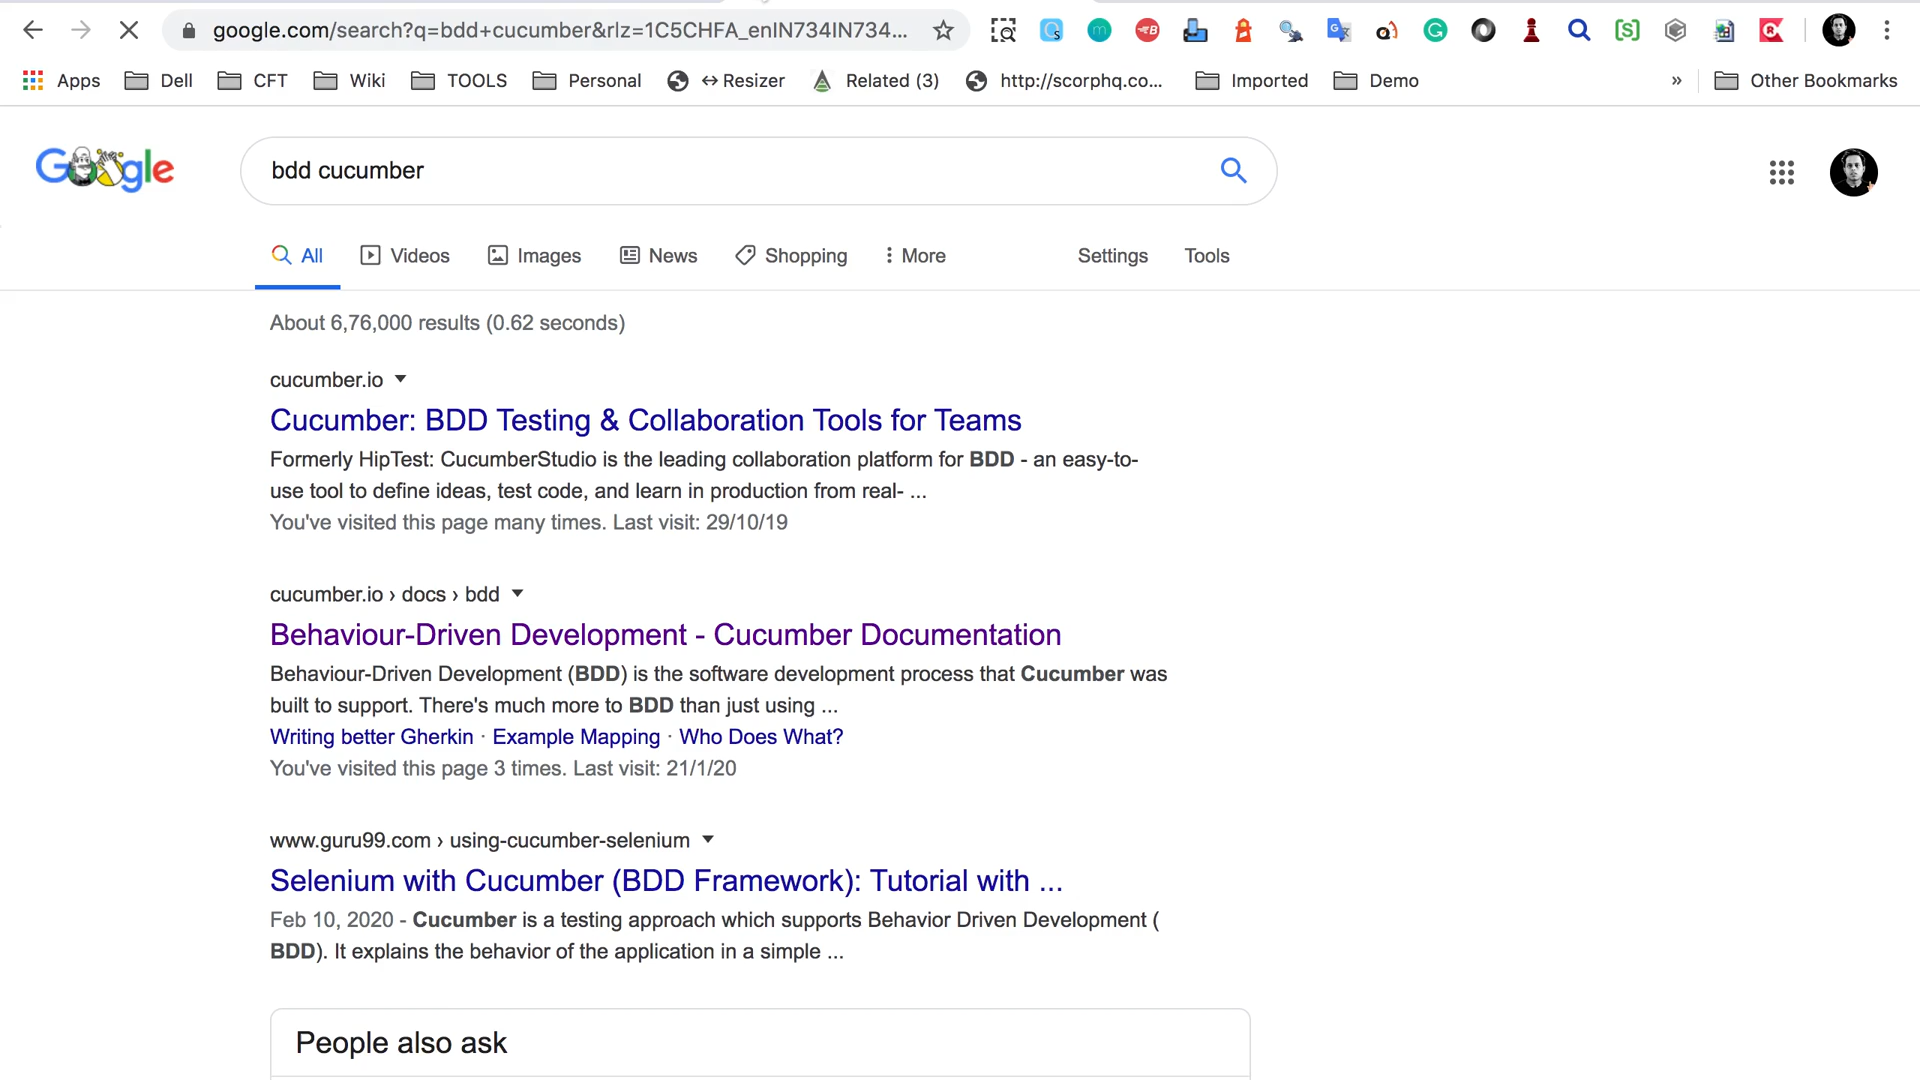 google.com/search?q=bdd+cucumber&rlz=1C5CHFA_enIN734IN734...
Apps Dell CFT Wiki TOOLS Personal ↔ Resizer Related (3) http://scorphq.co... Imported Demo » Other Bookmarks
Google bdd cucumber
All Videos Images News Shopping More Settings Tools
About 6,76,000 results (0.62 seconds)
cucumber.io
Cucumber: BDD Testing & Collaboration Tools for Teams
Formerly HipTest: CucumberStudio is the leading collaboration platform for BDD - an easy-to-
use tool to define ideas, test code, and learn in production from real- ...
You've visited this page many times. Last visit: 29/10/19
cucumber.io › docs › bdd
Behaviour-Driven Development - Cucumber Documentation
Behaviour-Driven Development (BDD) is the software development process that Cucumber was
built to support. There's much more to BDD than just using ...
Writing better Gherkin · Example Mapping · Who Does What?
You've visited this page 3 times. Last visit: 21/1/20
www.guru99.com › using-cucumber-selenium
Selenium with Cucumber (BDD Framework): Tutorial with ...
Feb 10, 2020 - Cucumber is a testing approach which supports Behavior Driven Development (
BDD). It explains the behavior of the application in a simple ...
People also ask